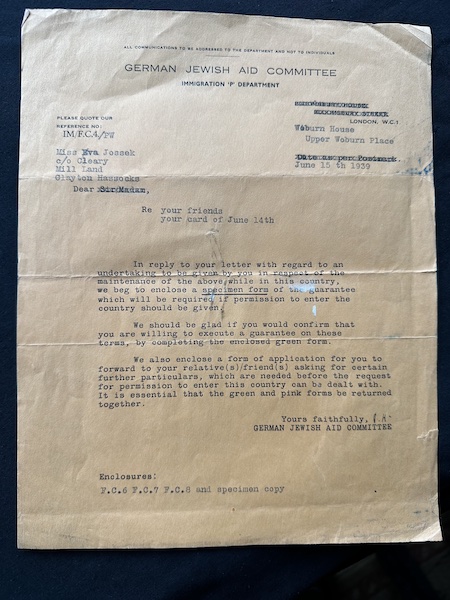 ALL COMMUNICATIONS TO BE ADDRESSED TO THE DEPARTMENT AND NOT TO INDIVIDUALS
GERMAN JEWISH AID COMMITTEE
IMMIGRATION 'P' DEPARTMENT
PLEASE QUOTE OUR
REFERENCE NO:
IM/F.C.4/PW
BLOOMSBURY STREET
LONDON, W.C.1
Woburn House
Upper Woburn Place
Date as per Postmark.
June 15 th 1939
Miss Eva Jossek
c/o Cleary
Mill Land
Clayton Hassocks
Dear Sir/Madam,
Re your friends
your card of June 14th
In reply to your letter with regard to an
undertaking to be given by you in respect of the
maintenance of the above while in this country,
we beg to enclose a specimen form of the guarantee
which will be required if permission to enter the
country should be given.
We should be glad if you would confirm that
you are willing to execute a guarantee on these
terms, by completing the enclosed green form.
We also enclose a form of application for you to
forward to your relative(s)/friend(s) asking for certain
further particulars, which are needed before the request
for permission to enter this country can be dealt with.
It is essential that the green and pink forms be returned
together.
Yours faithfully,
GERMAN JEWISH AID COMMITTEE
Enclosures:
F.C.6 F.C.7 F.C.8 and specimen copy